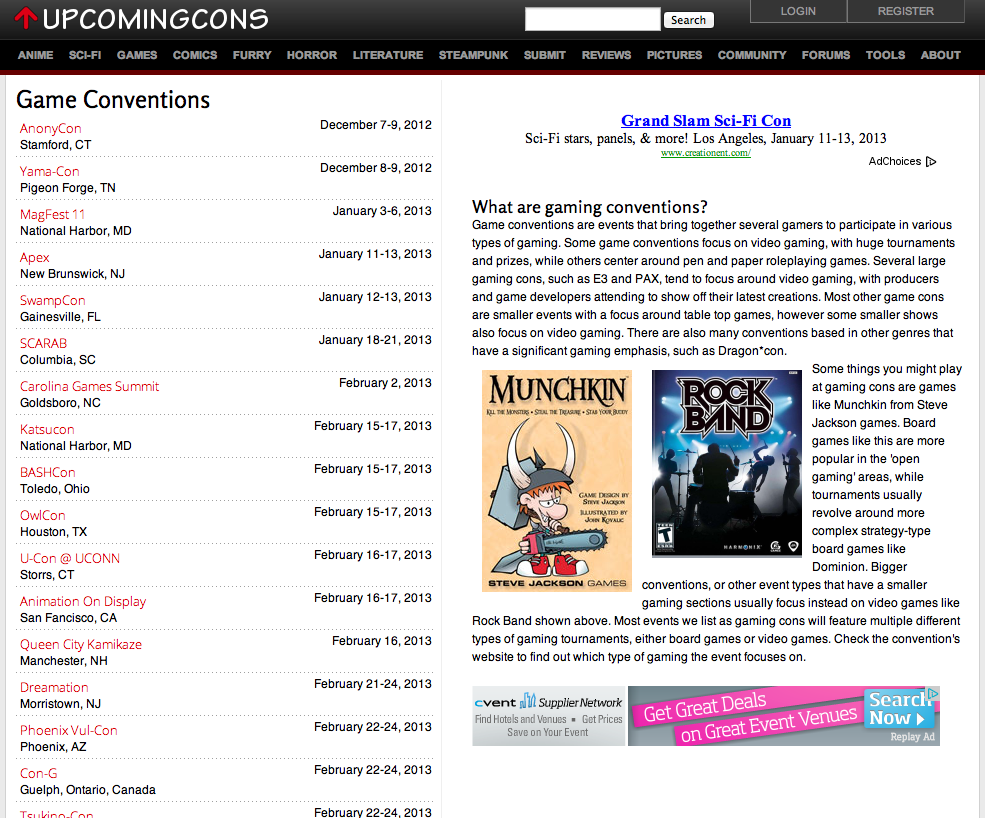 UPCOMINGCONS
Search
LOGIN
REGISTER
ANIME SCI-FI GAMES COMICS FURRY HORROR LITERATURE STEAMPUNK SUBMIT REVIEWS PICTURES COMMUNITY FORUMS TOOLS ABOUT
Game Conventions
AnonyCon December 7-9, 2012
Stamford, CT
Yama-Con December 8-9, 2012
Pigeon Forge, TN
MagFest 11 January 3-6, 2013
National Harbor, MD
Apex January 11-13, 2013
New Brunswick, NJ
SwampCon January 12-13, 2013
Gainesville, FL
SCARAB January 18-21, 2013
Columbia, SC
Carolina Games Summit February 2, 2013
Goldsboro, NC
Katsucon February 15-17, 2013
National Harbor, MD
BASHCon February 15-17, 2013
Toledo, Ohio
OwlCon February 15-17, 2013
Houston, TX
U-Con @ UCONN February 16-17, 2013
Storrs, CT
Animation On Display February 16-17, 2013
San Fancisco, CA
Queen City Kamikaze February 16, 2013
Manchester, NH
Dreamation February 21-24, 2013
Morristown, NJ
Phoenix Vul-Con February 22-24, 2013
Phoenix, AZ
Con-G February 22-24, 2013
Guelph, Ontario, Canada
Tsukino-Con February 22-24, 2013
Grand Slam Sci-Fi Con
Sci-Fi stars, panels, & more! Los Angeles, January 11-13, 2013
www.creationent.com/
AdChoices
What are gaming conventions?
Game conventions are events that bring together several gamers to participate in various
types of gaming. Some game conventions focus on video gaming, with huge tournaments
and prizes, while others center around pen and paper roleplaying games. Several large
gaming cons, such as E3 and PAX, tend to focus around video gaming, with producers
and game developers attending to show off their latest creations. Most other game cons
are smaller events with a focus around table top games, however some smaller shows
also focus on video gaming. There are also many conventions based in other genres that
have a significant gaming emphasis, such as Dragon*con.
MUNCHKIN
KILL THE MONSTERS • STEAL THE TREASURE • STAB YOUR BUDDY
GAME DESIGN BY
STEVE JACKSON
ILLUSTRATED BY
JOHN KOVALIC
STEVE JACKSON GAMES
ROCK
BAND
T
HARMONIX
Some things you might play
at gaming cons are games
like Munchkin from Steve
Jackson games. Board
games like this are more
popular in the 'open
gaming' areas, while
tournaments usually
revolve around more
complex strategy-type
board games like
Dominion. Bigger
conventions, or other event types that have a smaller
gaming sections usually focus instead on video games like
Rock Band shown above. Most events we list as gaming cons will feature multiple different
types of gaming tournaments, either board games or video games. Check the convention's
website to find out which type of gaming the event focuses on.
cvent Supplier Network
Find Hotels and Venues ▪ Get Prices
Save on Your Event
Get Great Deals
on Great Event Venues
Search
Now
Replay Ad